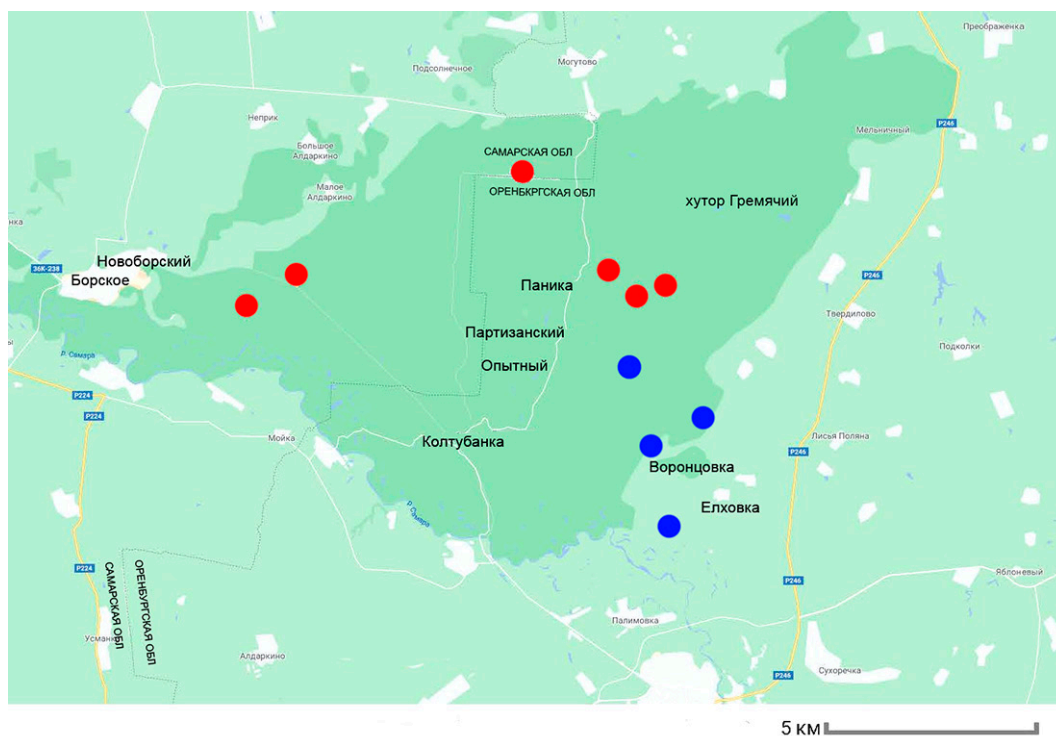 Преображенка
Подсолнечное
Могутово
Р246
Неприк
Мельничный
Большое
Алдаркино
САМАРСКАЯ ОБЛ
Малое
Алдаркино
ОРЕНБКРГСКАЯ ОБЛ
хутор Гремячий
нка
Новоборский
36К-238
Борское
Р246
Паника
Твердилово
Партизанский
р. Самара
Подколки
Опытный
Р224
Р224
Мойка
Колтубанка
Лисья Поляна
Р246
Воронцовка
р. Самара
Елховка
Р224
САМАРСКАЯ ОБЛ
ОРЕНБУРГСКАЯ ОБЛ
Яблоневый
Р246
Палимовка
Алдаркино
Сухоречка
Р246
5 КМ